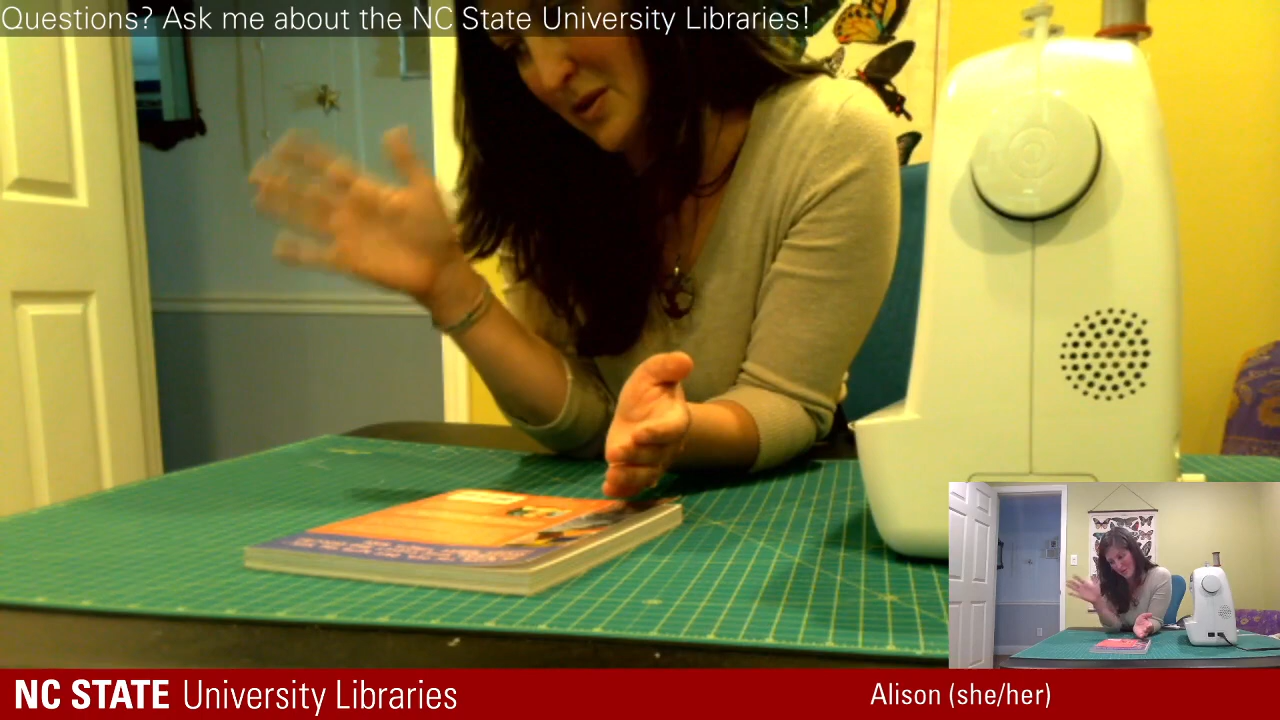 Questions? Ask me about the NC State University Libraries!
NC STATE University Libraries
Alison (she/her)